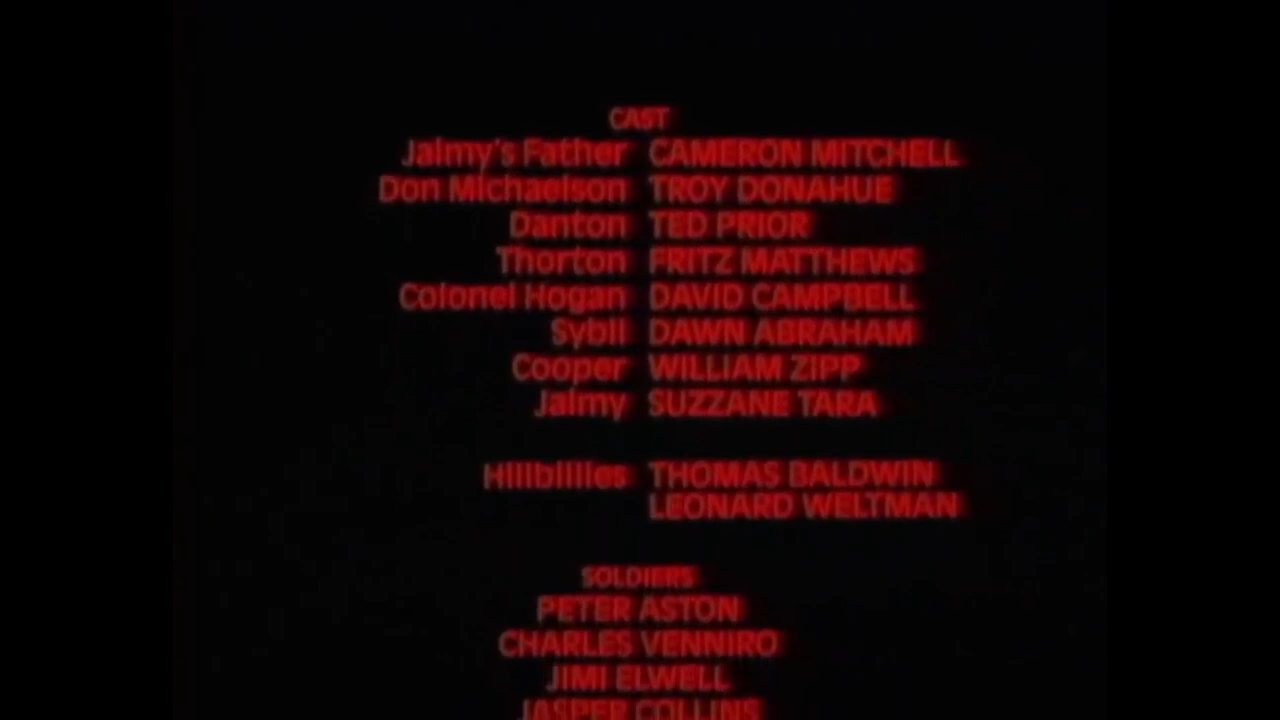 CAST
Jaimy's Father CAMERON MITCHELL
Don Michaelson TROY DONAHUE
Danton TED PRIOR
Thorton FRITZ MATTHEWS
Colonel Hogan DAVID CAMPBELL
Sybil DAWN ABRAHAM
Cooper WILLIAM ZIPP
Jaimy SUZZANE TARA
Hillbillies THOMAS BALDWIN
LEONARD WELTMAN
SOLDIERS
PETER ASTON
CHARLES VENNIRO
JIMI ELWELL
JASPER COLLINS